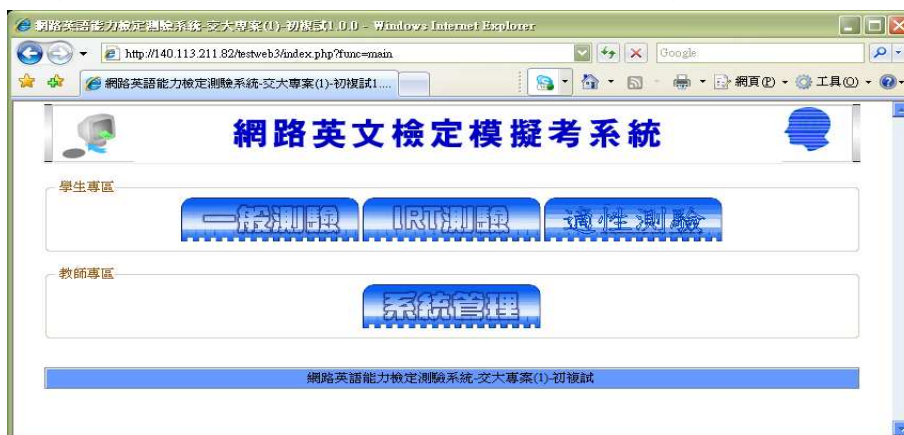 網路英語能力檢定測驗系統-交大專案(1)-初複試1.0.0 - Windows Internet Explorer
http://140.113.211.82/testweb3/index.php?func=main
Google
網路英語能力檢定測驗系統-交大專案(1)-初複試1....
網頁(P)
工具(O)
網路英文檢定模擬考系統
學生專區
一般測驗
IRT測驗
適性測驗
教師專區
系統管理
網路英語能力檢定測驗系統-交大專案(1)-初複試